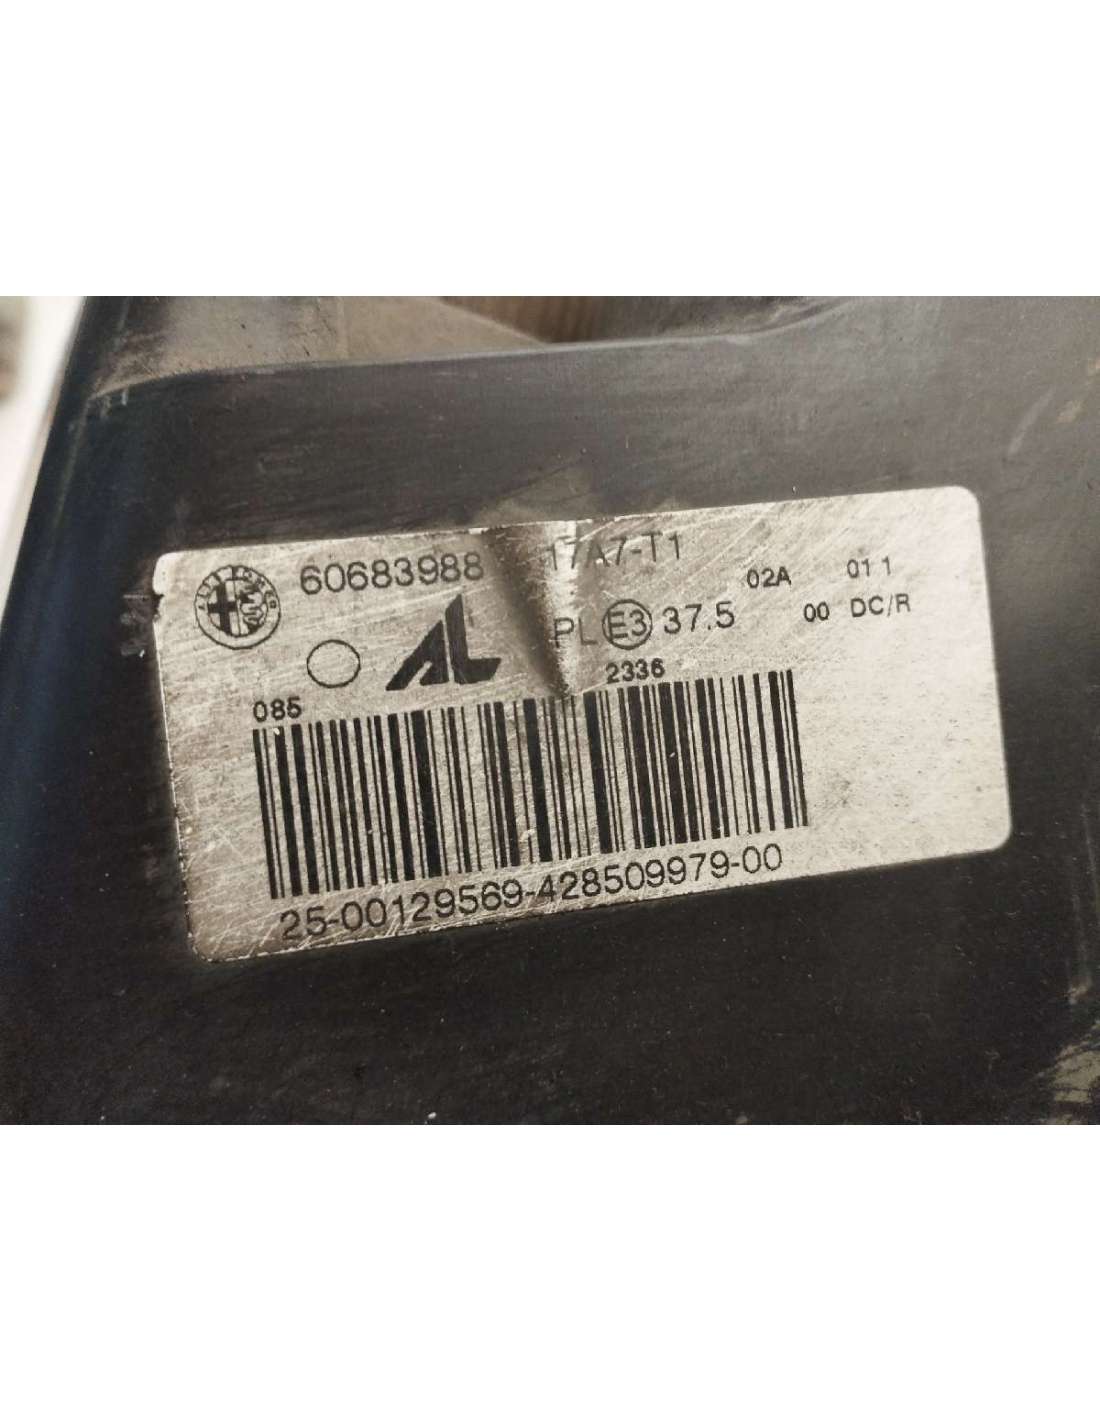 60683988 17A7-T1
02A 01 1
AL PL E3 37.5 00 DC/R
085 2336
25-00129569-428509979-00